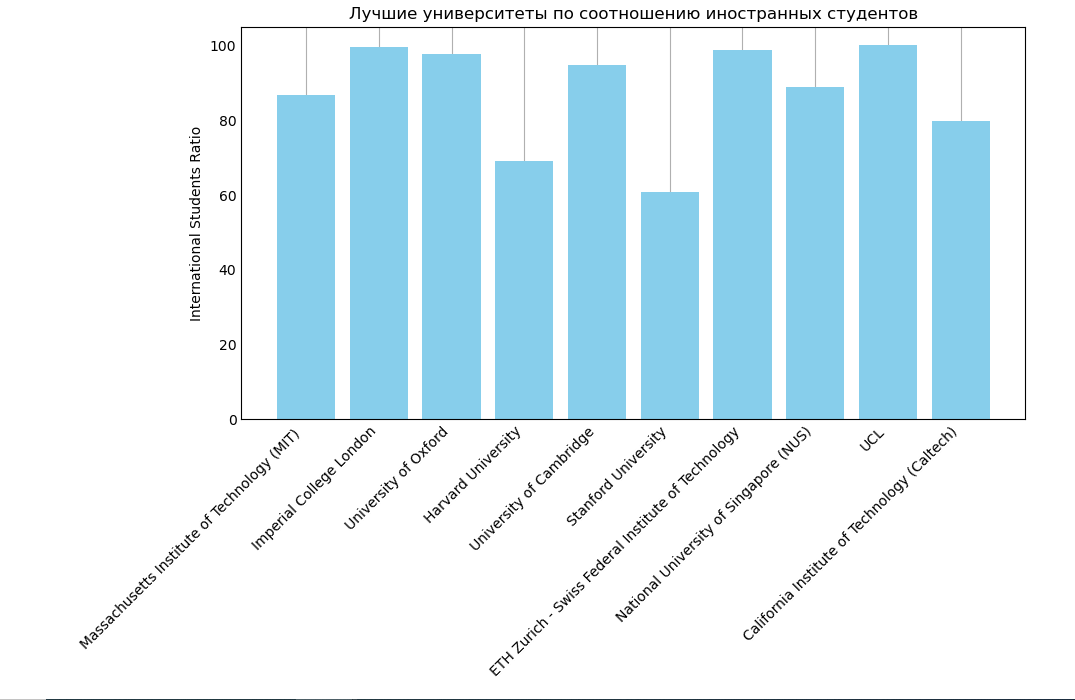 Лучшие университеты по соотношению иностранных студентов
International Students Ratio
100
80
60
40
20
0
Massachusetts Institute of Technology (MIT)
Imperial College London
University of Oxford
Harvard University
University of Cambridge
Stanford University
ETH Zurich - Swiss Federal Institute of Technology
National University of Singapore (NUS)
UCL
California Institute of Technology (Caltech)